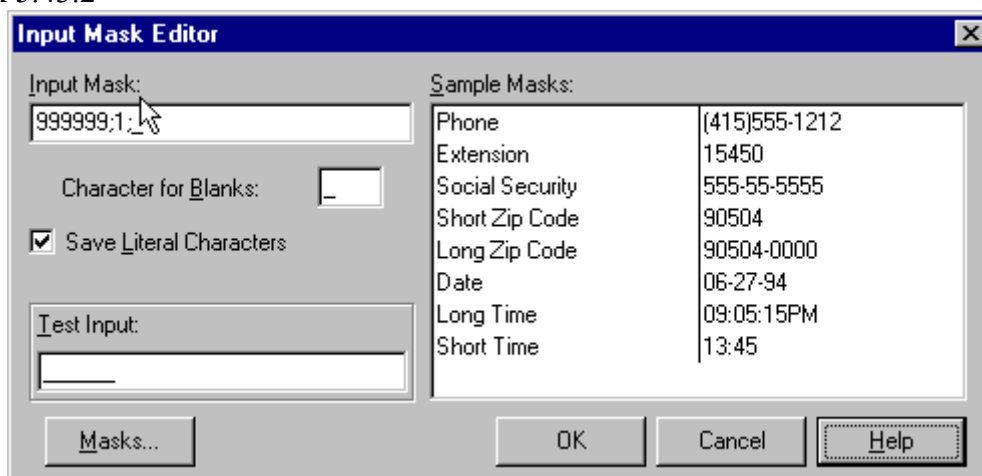 Input Mask Editor
Input Mask:
999999;1;_
Character for Blanks:
_
Save Literal Characters
Test Input:
______
Masks...
Sample Masks:
Phone (415)555-1212
Extension 15450
Social Security 555-55-5555
Short Zip Code 90504
Long Zip Code 90504-0000
Date 06-27-94
Long Time 09:05:15PM
Short Time 13:45
OK
Cancel
Help